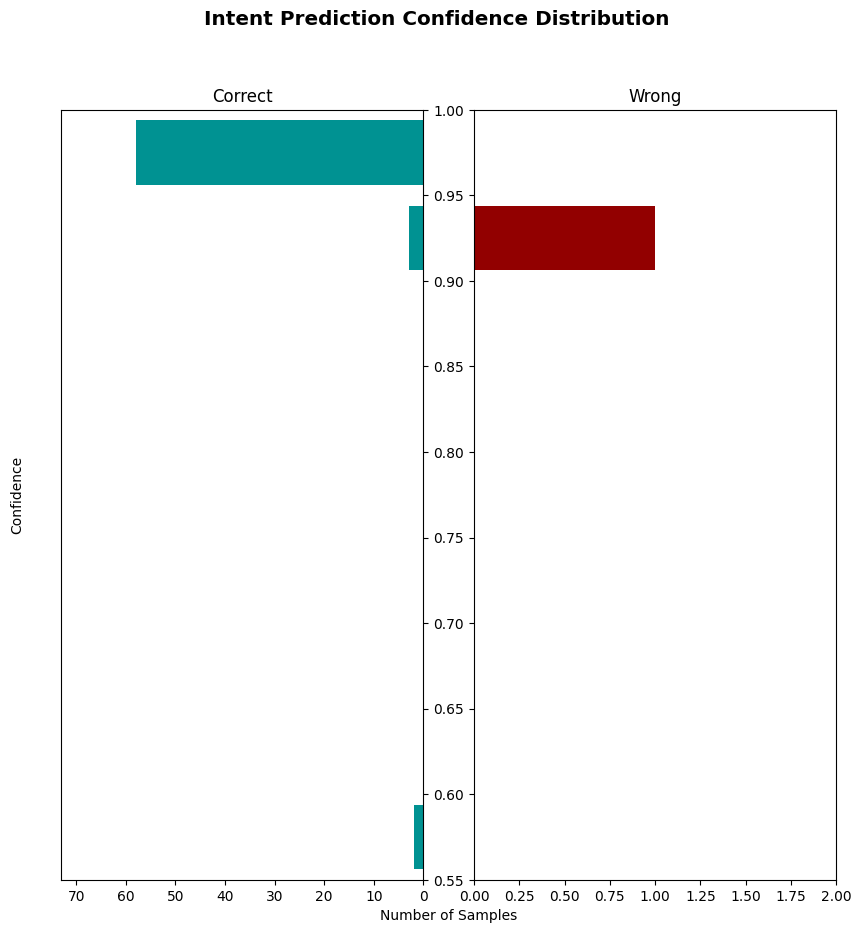 Intent Prediction Confidence Distribution
Correct
Wrong
1.00
0.95
0.90
0.85
0.80
0.75
0.70
0.65
0.60
0.55
Confidence
70 60 50 40 30 20 10 0
0.00 0.25 0.50 0.75 1.00 1.25 1.50 1.75 2.00
Number of Samples